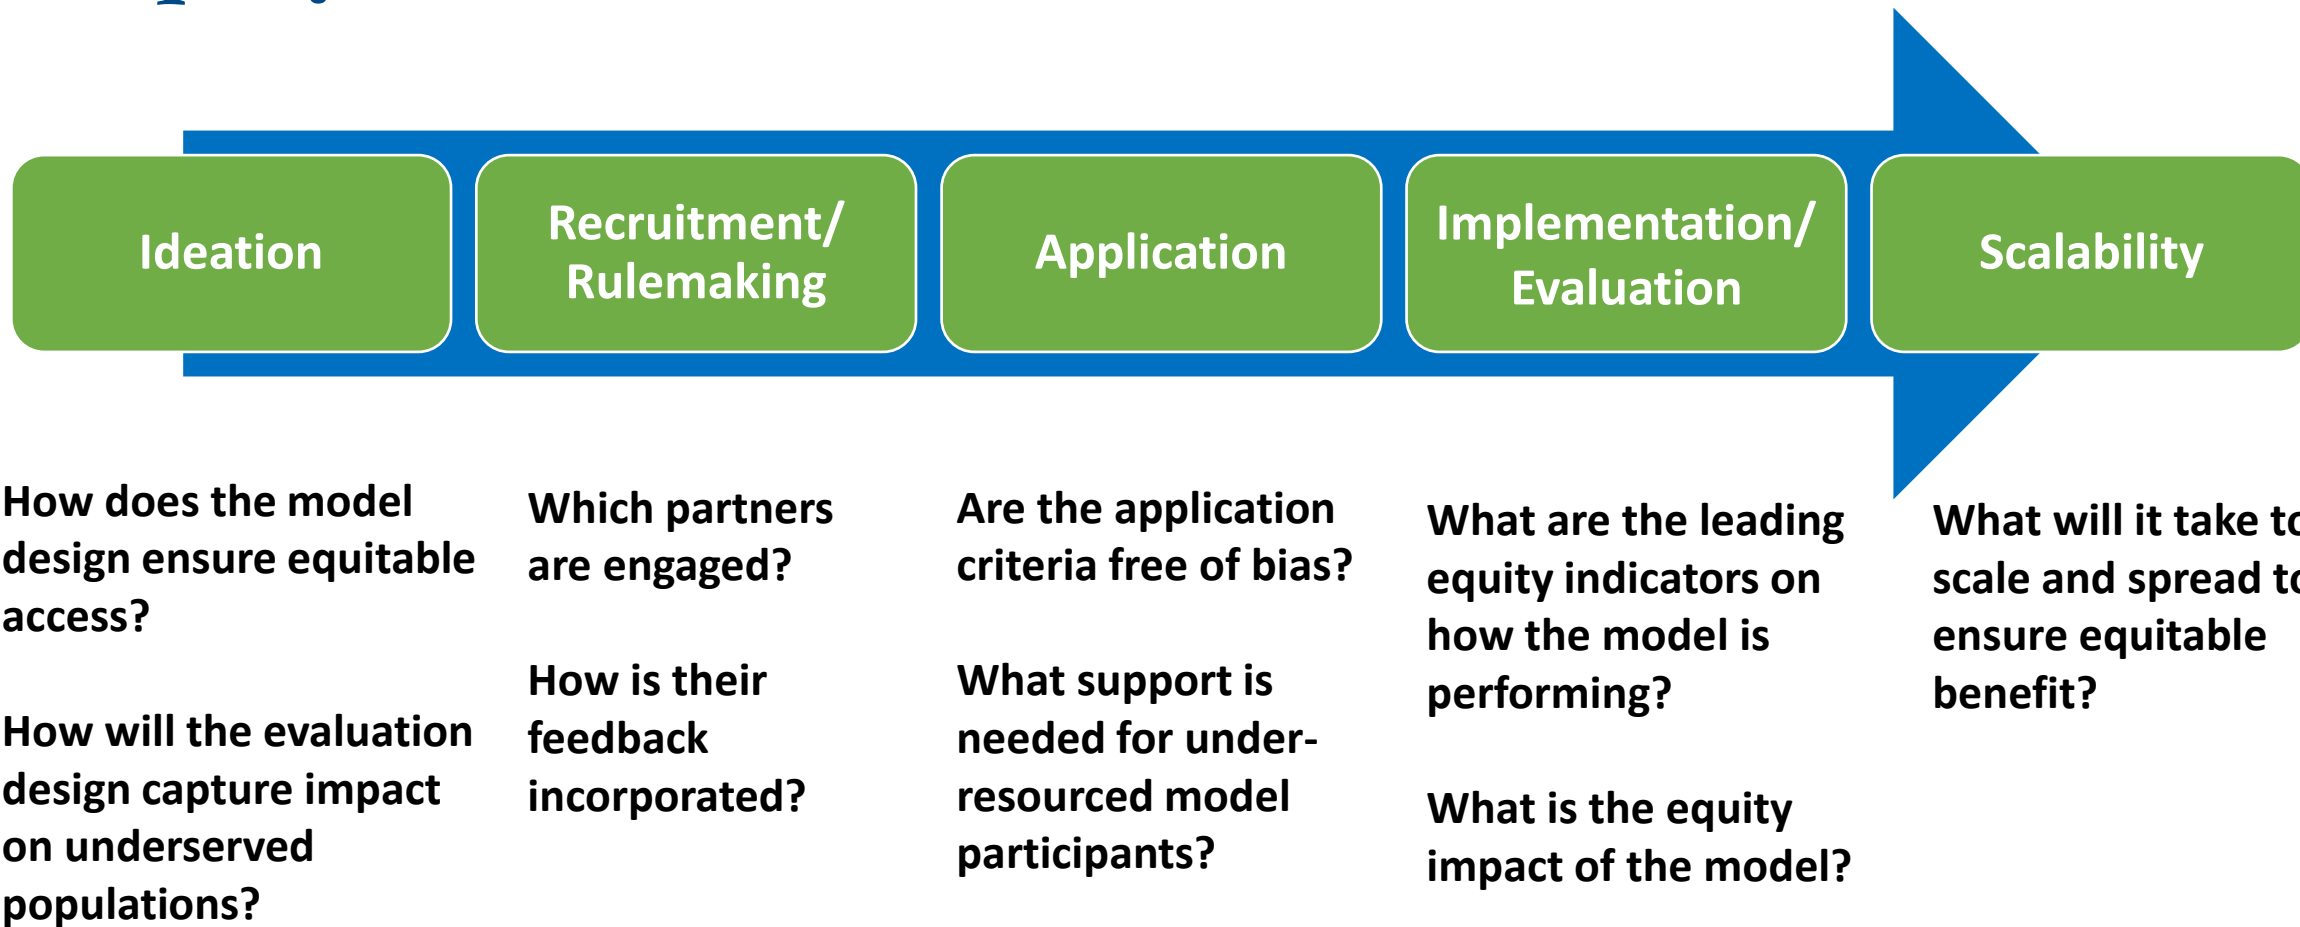 Ideation
Recruitment/
Rulemaking
Application
Implementation/
Evaluation
Scalability
How does the model
design ensure equitable
access?
How will the evaluation
design capture impact
on underserved
populations?
Which partners
are engaged?
How is their
feedback
incorporated?
Are the application
criteria free of bias?
What support is
needed for under-
resourced model
participants?
What are the leading
equity indicators on
how the model is
performing?
What is the equity
impact of the model?
What will it take to
scale and spread to
ensure equitable
benefit?